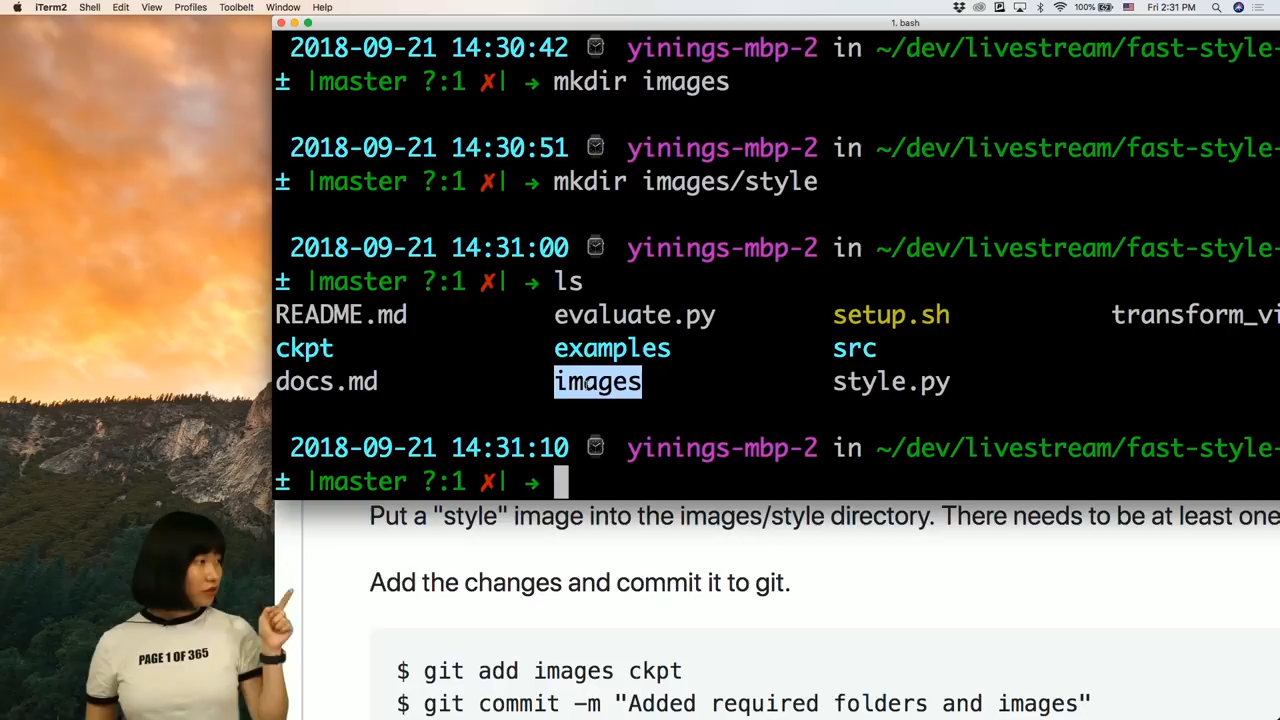 iTerm2 Shell Edit View Profiles Toolbelt Window Help 100% Fri 2:31 PM
1. bash
2018-09-21 14:30:42 yinings-mbp-2 in ~/dev/livestream/fast-style-
± |master ?:1 ✗| → mkdir images
2018-09-21 14:30:51 yinings-mbp-2 in ~/dev/livestream/fast-style-
± |master ?:1 ✗| → mkdir images/style
2018-09-21 14:31:00 yinings-mbp-2 in ~/dev/livestream/fast-style-
± |master ?:1 ✗| → ls
README.md evaluate.py setup.sh transform_vi
ckpt examples src
docs.md images style.py
2018-09-21 14:31:10 yinings-mbp-2 in ~/dev/livestream/fast-style-
± |master ?:1 ✗| →
Put a "style" image into the images/style directory. There needs to be at least one
Add the changes and commit it to git.
PAGE 1 OF 365
$ git add images ckpt
$ git commit -m "Added required folders and images"